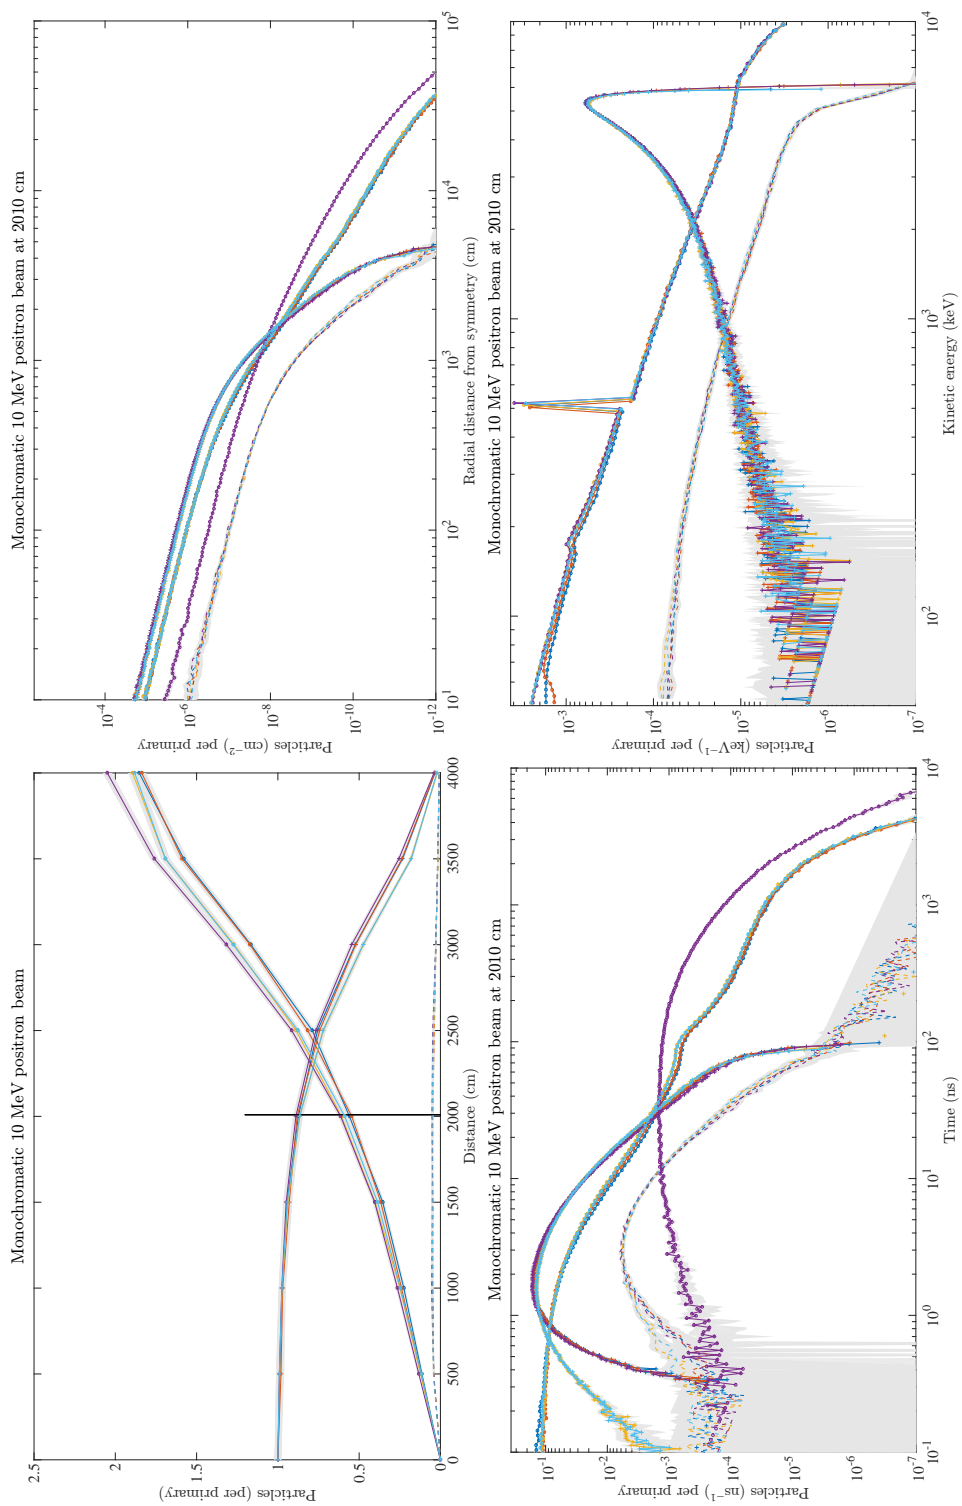 Monochromatic 10 MeV positron beam
2.5
2
1.5
1
0.5
0
0 500 1000 1500 2000 2500 3000 3500 4000
Distance (cm)
Particles (per primary)
Monochromatic 10 MeV positron beam at 2010 cm
10⁻⁴
10⁻⁶
10⁻⁸
10⁻¹⁰
10⁻¹²
10¹ 10² 10³ 10⁴ 10⁵
Radial distance from symmetry (cm)
Particles (cm⁻²) per primary
Monochromatic 10 MeV positron beam at 2010 cm
10⁻¹
10⁻²
10⁻³
10⁻⁴
10⁻⁵
10⁻⁶
10⁻⁷
10⁻¹ 10⁰ 10¹ 10² 10³ 10⁴
Time (ns)
Particles (ns⁻¹) per primary
Monochromatic 10 MeV positron beam at 2010 cm
10⁻³
10⁻⁴
10⁻⁵
10⁻⁶
10⁻⁷
10² 10³ 10⁴
Kinetic energy (keV)
Particles (keV⁻¹) per primary